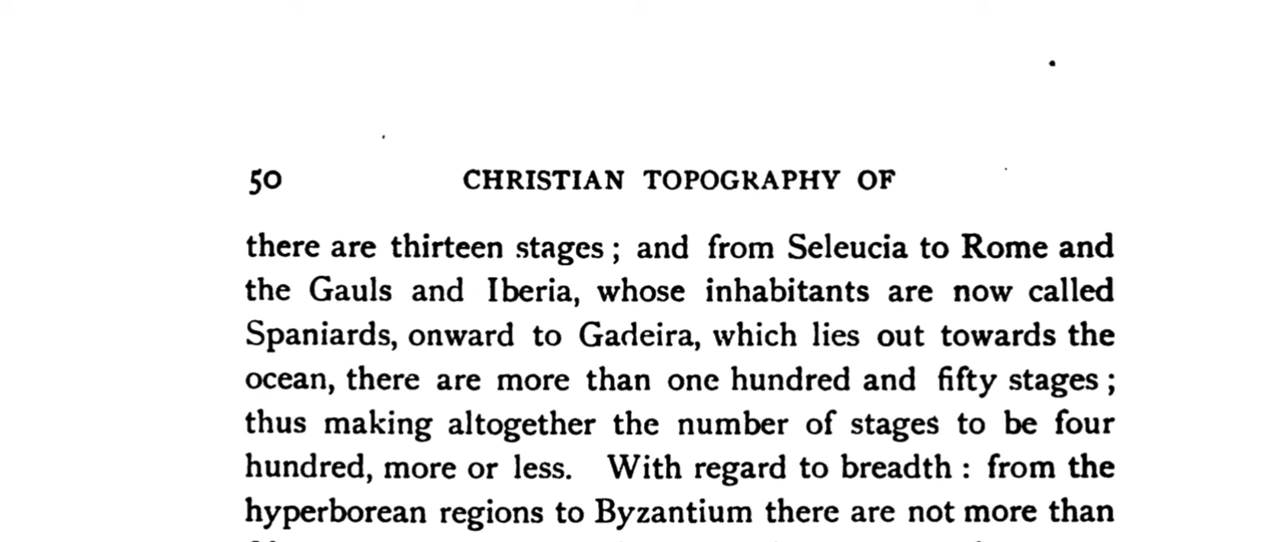 50 CHRISTIAN TOPOGRAPHY OF
there are thirteen stages ; and from Seleucia to Rome and
the Gauls and Iberia, whose inhabitants are now called
Spaniards, onward to Gadeira, which lies out towards the
ocean, there are more than one hundred and fifty stages ;
thus making altogether the number of stages to be four
hundred, more or less. With regard to breadth : from the
hyperborean regions to Byzantium there are not more than